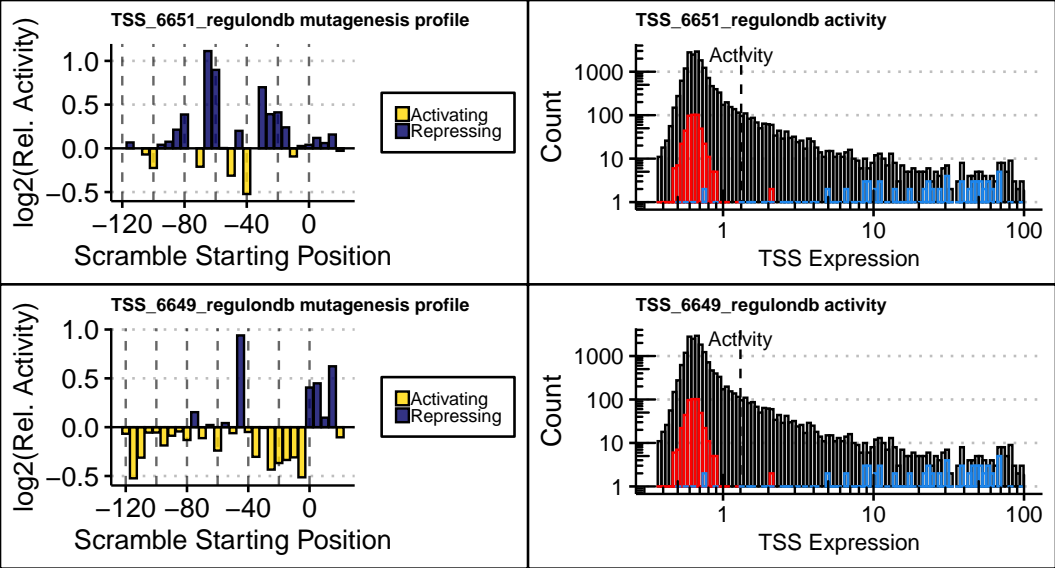 TSS_6651_regulondb mutagenesis profile
log2(Rel. Activity)
1.0
0.5
0.0
−0.5
−120 −80 −40 0
Scramble Starting Position
Activating
Repressing
TSS_6651_regulondb activity
Activity
Count
1000
100
10
1
1 10 100
TSS Expression
TSS_6649_regulondb mutagenesis profile
log2(Rel. Activity)
1.0
0.5
0.0
−0.5
−120 −80 −40 0
Scramble Starting Position
Activating
Repressing
TSS_6649_regulondb activity
Activity
Count
1000
100
10
1
1 10 100
TSS Expression